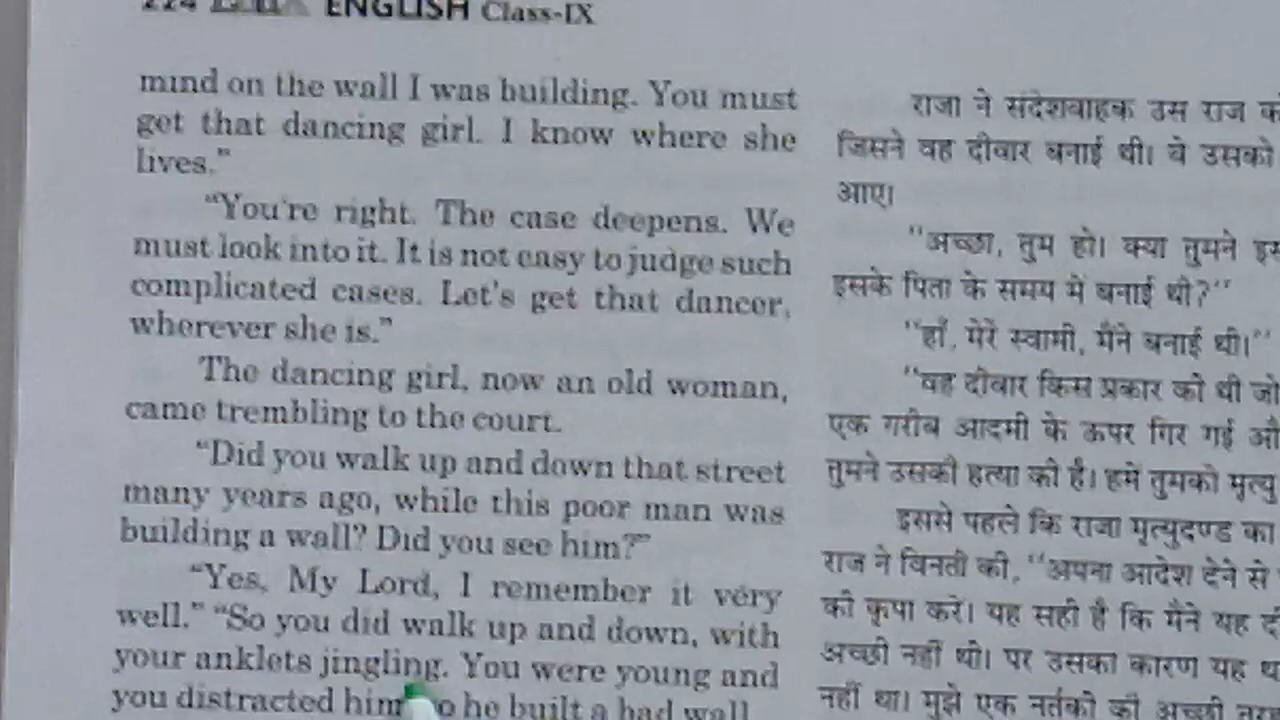 ENGLISH Class-IX
mind on the wall I was building. You must
get that dancing girl. I know where she
lives."
"You're right. The case deepens. We
must look into it. It is not easy to judge such
complicated cases. Let's get that dancer,
wherever she is."
The dancing girl, now an old woman,
came trembling to the court.
"Did you walk up and down that street
many years ago, while this poor man was
building a wall? Did you see him?"
"Yes, My Lord, I remember it very
well." "So you did walk up and down, with
your anklets jingling. You were young and
you distracted him he built a bad wall
राजा ने संदेशवाहक उस राज
जिसने वह दीवार बनाई थी। वे उसको
आए।
"अच्छा, तुम हो। क्या तुमने
इसके पिता के समय में बनाई थी?"
"हाँ, मेरे स्वामी, मैंने बनाई थी।"
"वह दीवार किस प्रकार की थी जो
एक गरीब आदमी के ऊपर गिर गई
तुमने उसकी हत्या की है। हमें तुमको मृत्यु
इससे पहले कि राजा मृत्युदण्ड का
राज ने विनती की, "अपना आदेश देने से
की कृपा करें। यह सही है कि मैंने यह
अच्छी नहीं थी। पर उसका कारण यह
नहीं था। मुझे एक नर्तकी की अच्छी